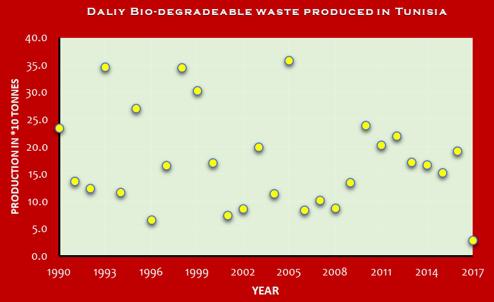 Daliy Bio-degradeable waste produced in Tunisia
PRODUCTION IN *10 TONNES
40.0
35.0
30.0
25.0
20.0
15.0
10.0
5.0
0.0
1990 1993 1996 1999 2002 2005 2008 2011 2014 2017
YEAR